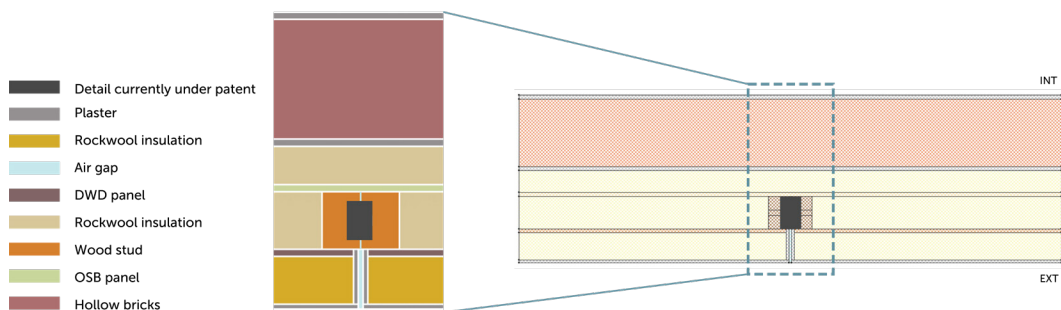 Detail currently under patent
Plaster
Rockwool insulation
Air gap
DWD panel
Rockwool insulation
Wood stud
OSB panel
Hollow bricks
INT
EXT